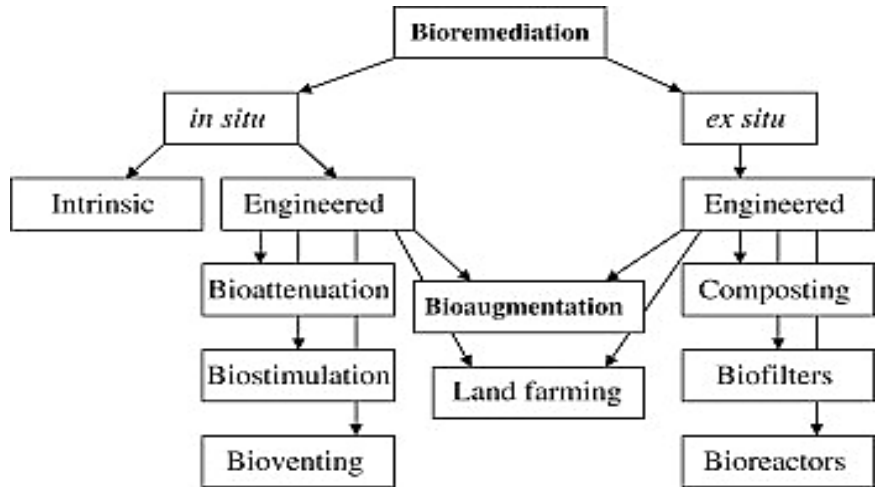 Bioremediation
in situ
ex situ
Intrinsic
Engineered
Engineered
Bioattenuation
Bioaugmentation
Composting
Biostimulation
Land farming
Biofilters
Bioventing
Bioreactors